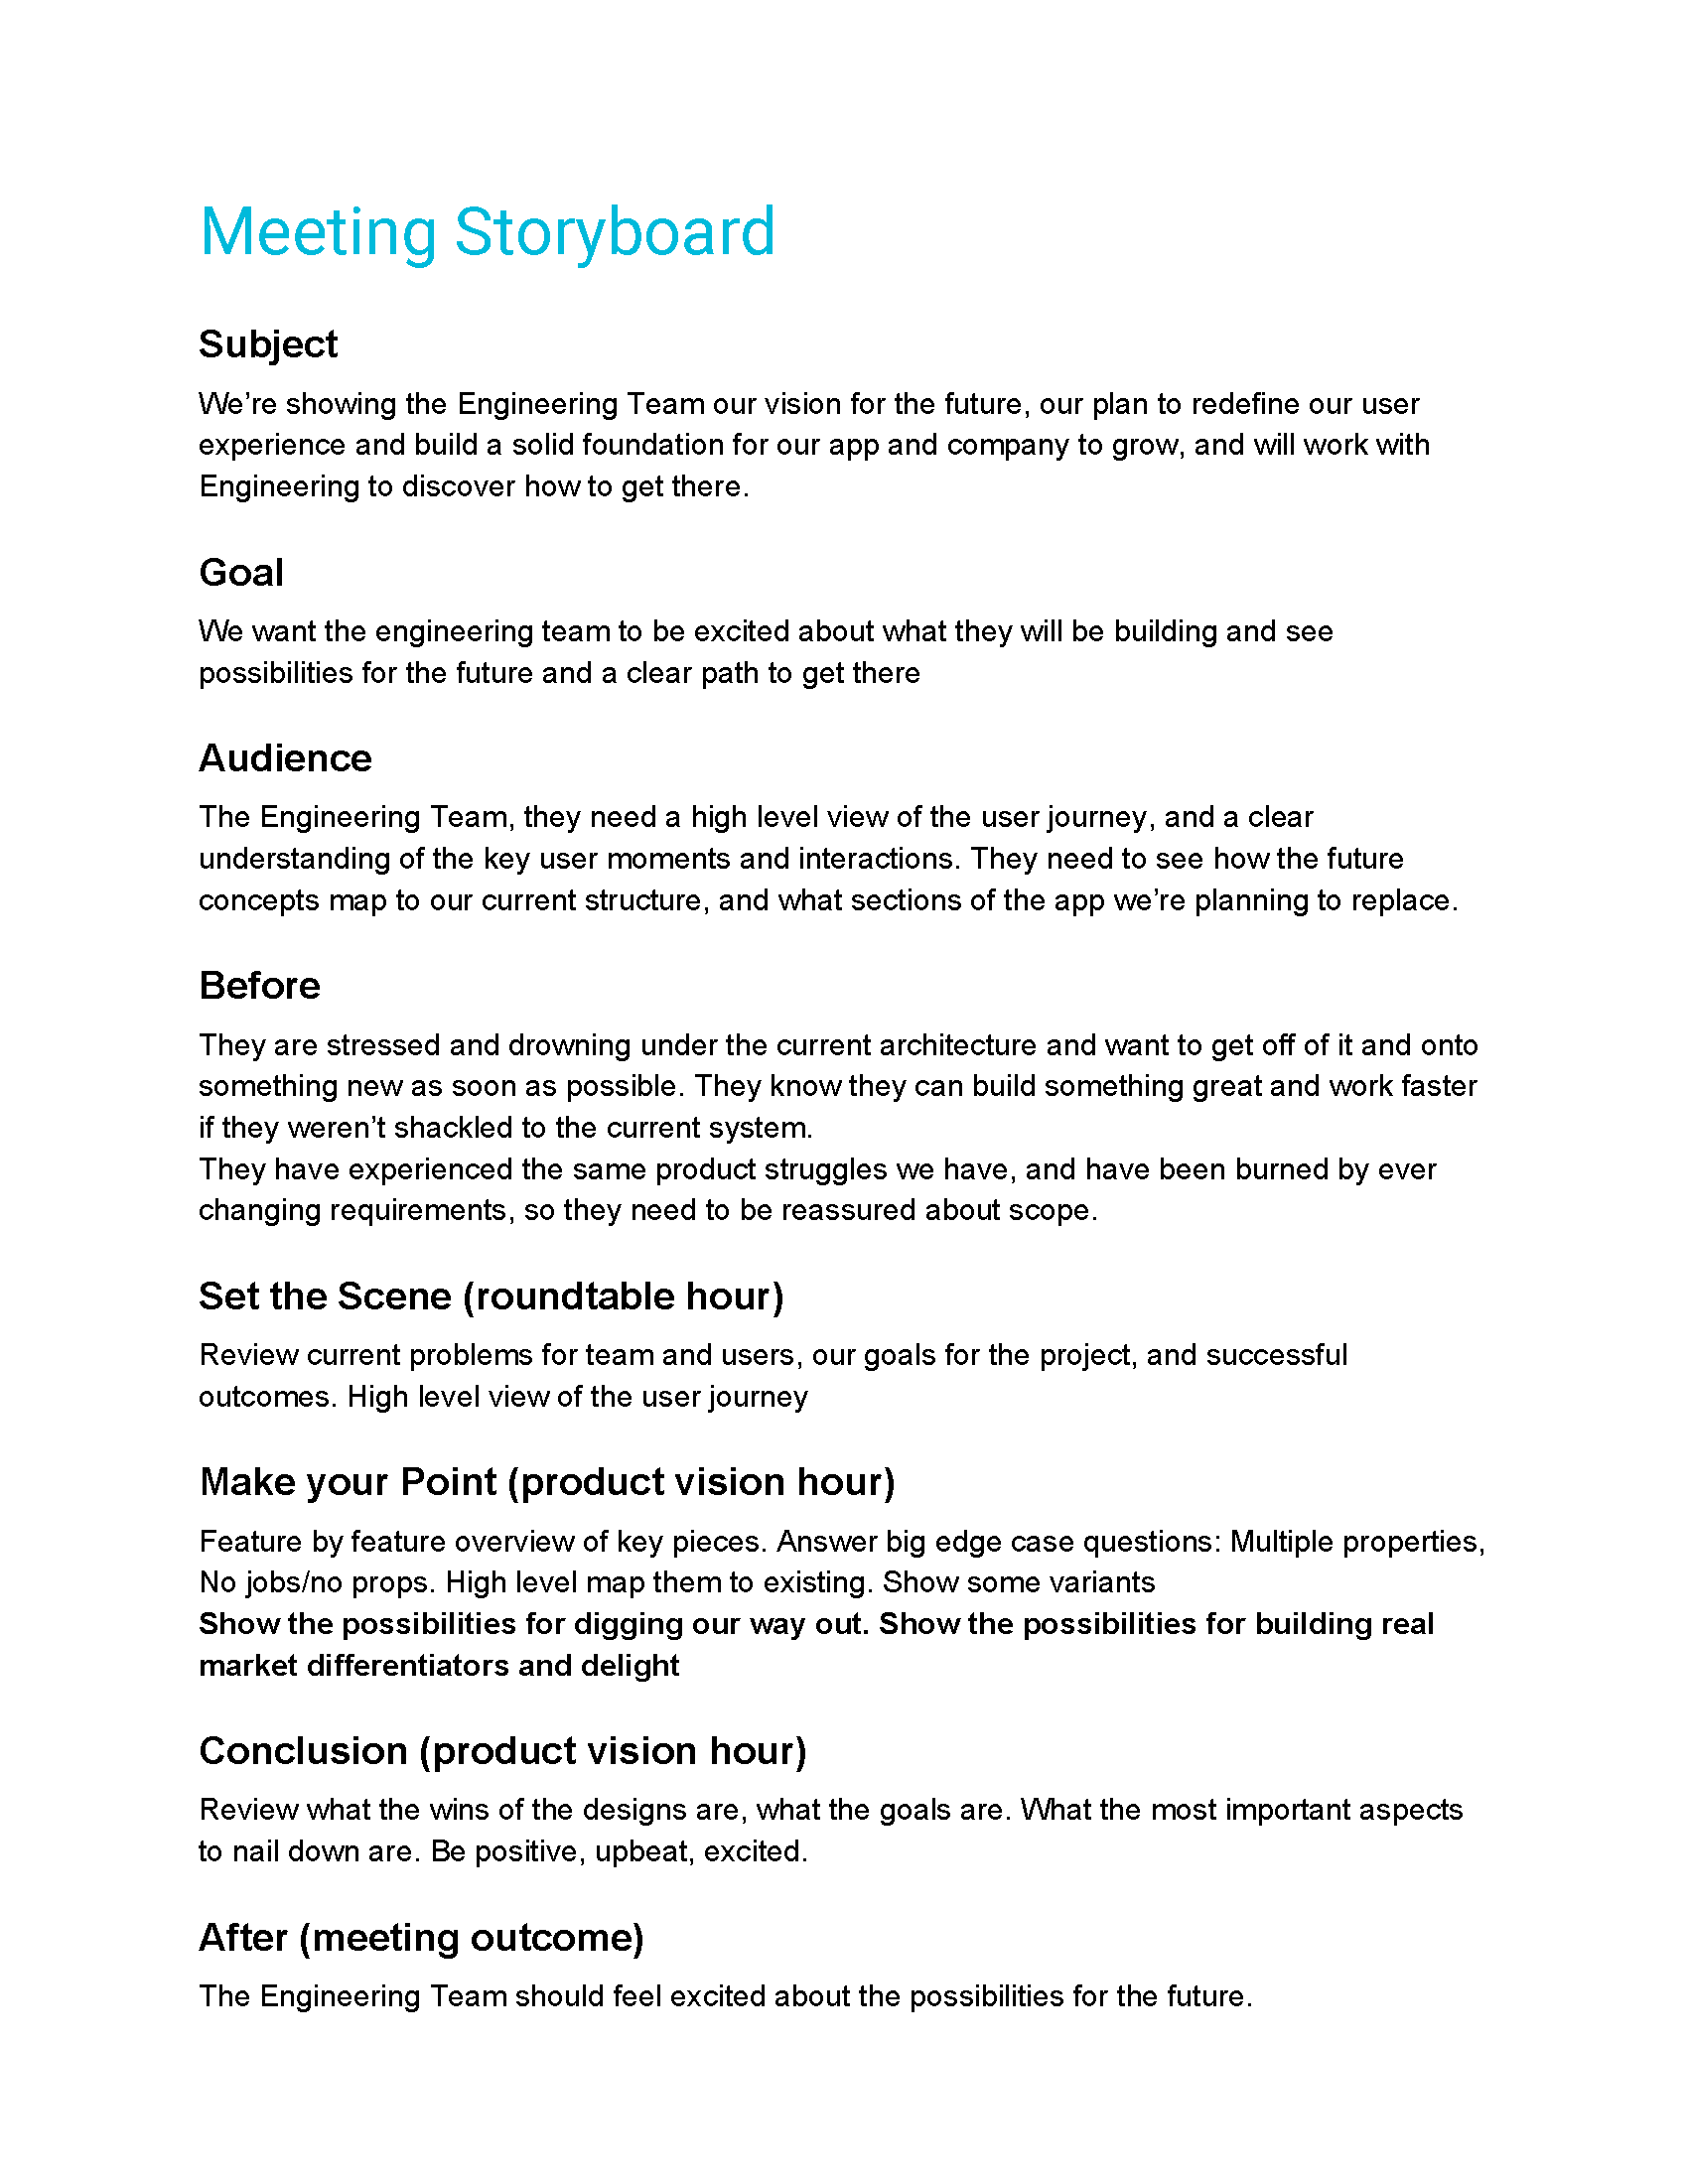 Meeting Storyboard
Subject
We’re showing the Engineering Team our vision for the future, our plan to redefine our user
experience and build a solid foundation for our app and company to grow, and will work with
Engineering to discover how to get there.
Goal
We want the engineering team to be excited about what they will be building and see
possibilities for the future and a clear path to get there
Audience
The Engineering Team, they need a high level view of the user journey, and a clear
understanding of the key user moments and interactions. They need to see how the future
concepts map to our current structure, and what sections of the app we’re planning to replace.
Before
They are stressed and drowning under the current architecture and want to get off of it and onto
something new as soon as possible. They know they can build something great and work faster
if they weren’t shackled to the current system.
They have experienced the same product struggles we have, and have been burned by ever
changing requirements, so they need to be reassured about scope.
Set the Scene (roundtable hour)
Review current problems for team and users, our goals for the project, and successful
outcomes. High level view of the user journey
Make your Point (product vision hour)
Feature by feature overview of key pieces. Answer big edge case questions: Multiple properties,
No jobs/no props. High level map them to existing. Show some variants
Show the possibilities for digging our way out. Show the possibilities for building real
market differentiators and delight
Conclusion (product vision hour)
Review what the wins of the designs are, what the goals are. What the most important aspects
to nail down are. Be positive, upbeat, excited.
After (meeting outcome)
The Engineering Team should feel excited about the possibilities for the future.